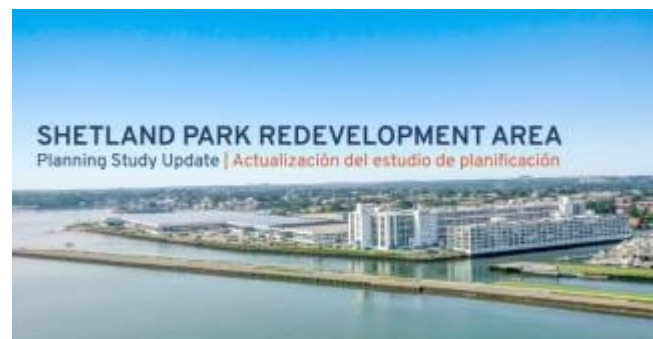 SHETLAND PARK REDEVELOPMENT AREA
Planning Study Update | Actualización del estudio de planificación